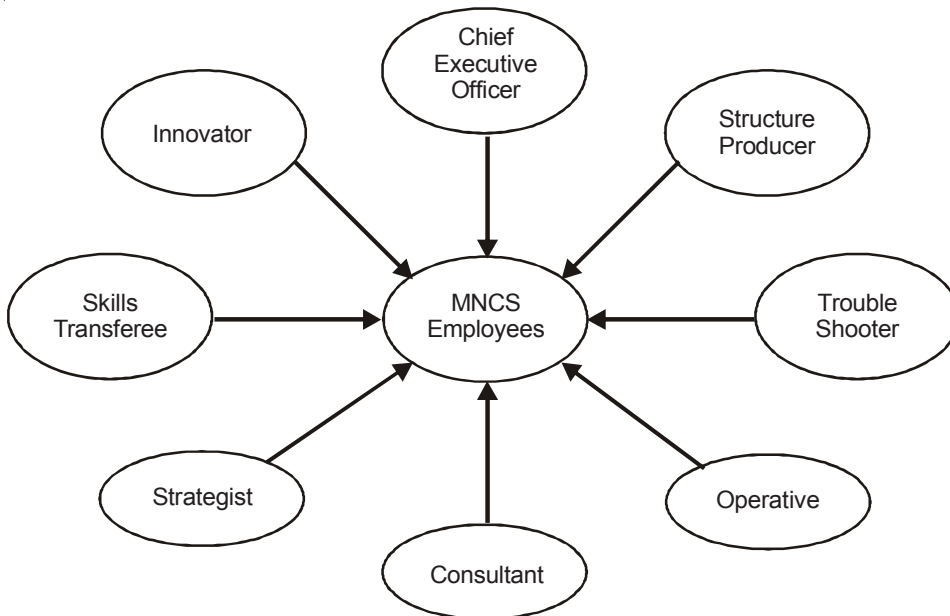 Chief
Executive
Officer
Innovator
Structure
Producer
Skills
Transferee
MNCS
Employees
Trouble
Shooter
Strategist
Operative
Consultant